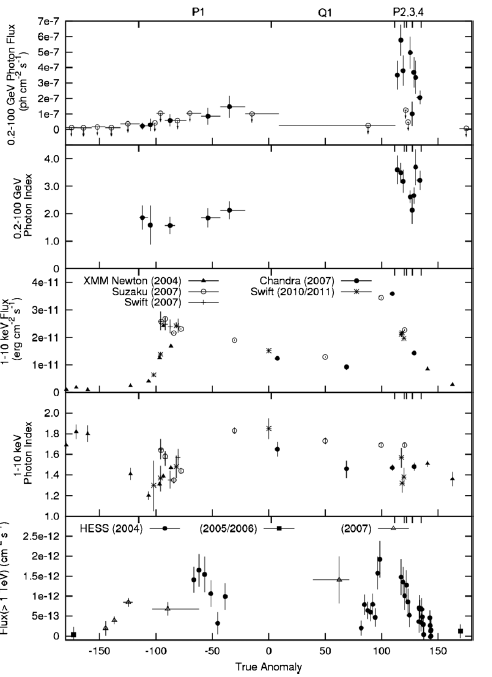 P1 Q1 P2,3,4
7e-7
6e-7
5e-7
4e-7
3e-7
2e-7
1e-7
0
0.2-100 GeV Photon Flux
(ph cm⁻² s⁻¹)
4.0
3.0
2.0
1.0
0
0.2-100 GeV
Photon Index
4e-11
3e-11
2e-11
1e-11
0
1-10 keV Flux
(erg cm⁻² s⁻¹)
XMM Newton (2004)
Suzaku (2007)
Swift (2007)
Chandra (2007)
Swift (2010/2011)
1.8
1.6
1.4
1.2
1.0
1-10 keV
Photon Index
2.5e-12
2e-12
1.5e-12
1e-12
5e-13
0
Flux(> 1 TeV) (cm⁻² s⁻¹)
HESS (2004) (2005/2006) (2007)
-150 -100 -50 0 50 100 150
True Anomaly